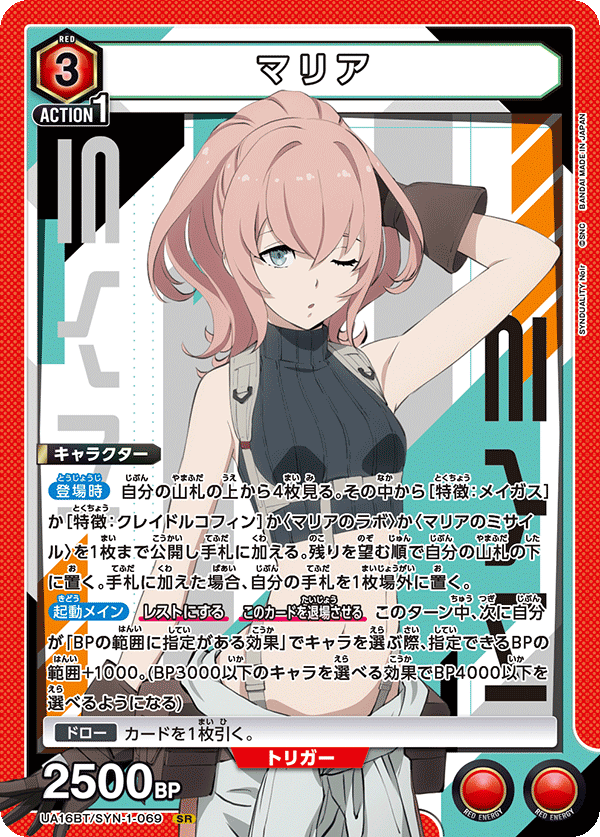 RED
3
マリア
ACTION 1
BANDAI MADE IN JAPAN
©SNC
SYNDUALITY Noir
キャラクター
登場時 自分の山札の上から4枚見る。その中から[特徴:メイガス]
か[特徴:クレイドルコフィン]か〈マリアのラボ〉か〈マリアのミサイ
ル〉を1枚まで公開し手札に加える。残りを望む順で自分の山札の下
に置く。手札に加えた場合、自分の手札を1枚場外に置く。
起動メイン レストにする このカードを退場させる このターン中、次に自分
が「BPの範囲に指定がある効果」でキャラを選ぶ際、指定できるBPの
範囲+1000。(BP3000以下のキャラを選べる効果でBP4000以下を
選べるようになる)
ドロー カードを1枚引く。
トリガー
2500BP
UA16BT/SYN-1-069 SR
RED ENERGY
RED ENERGY